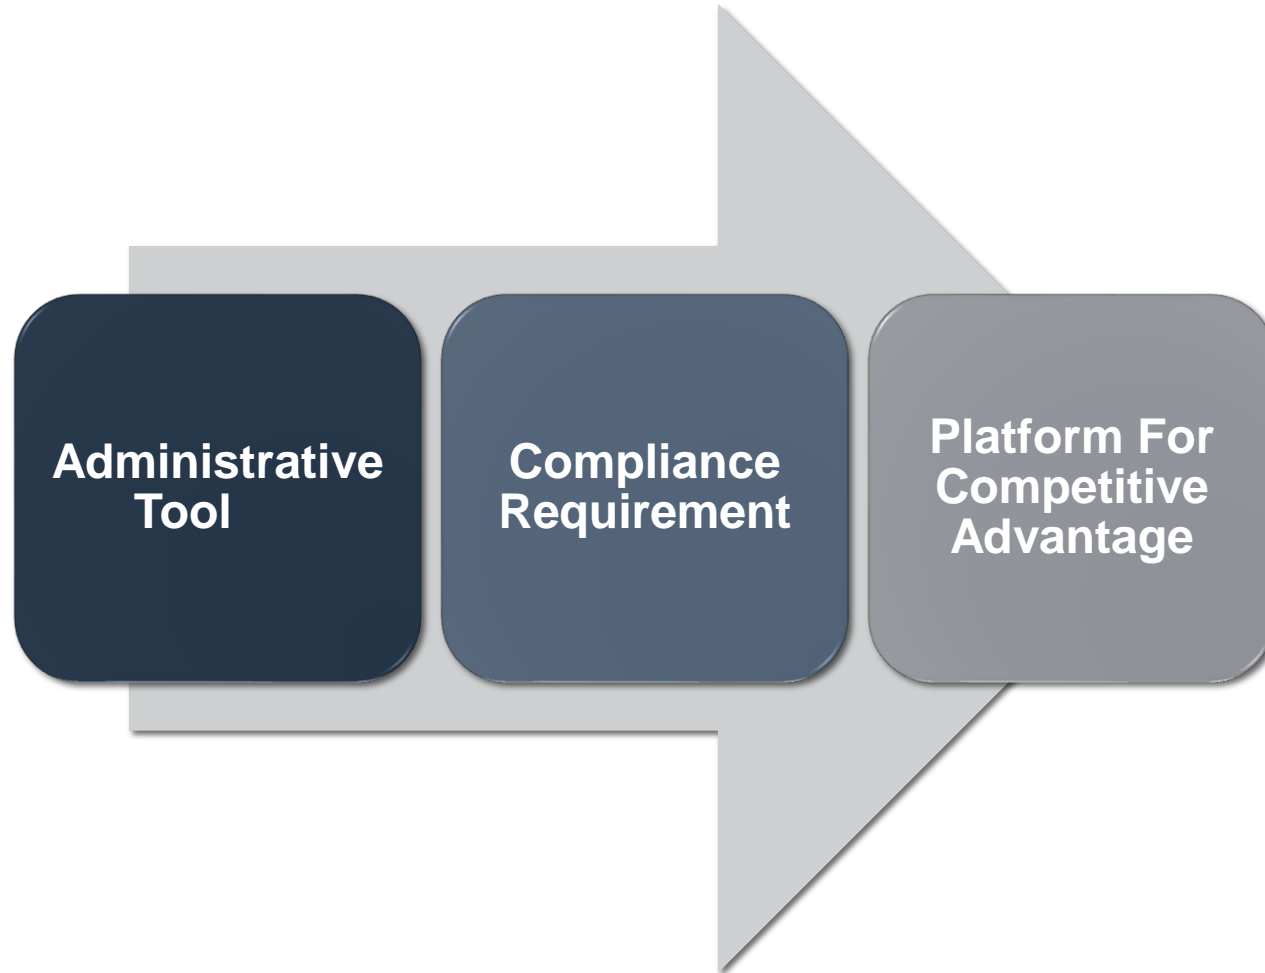 Administrative
Tool
Compliance
Requirement
Platform For
Competitive
Advantage